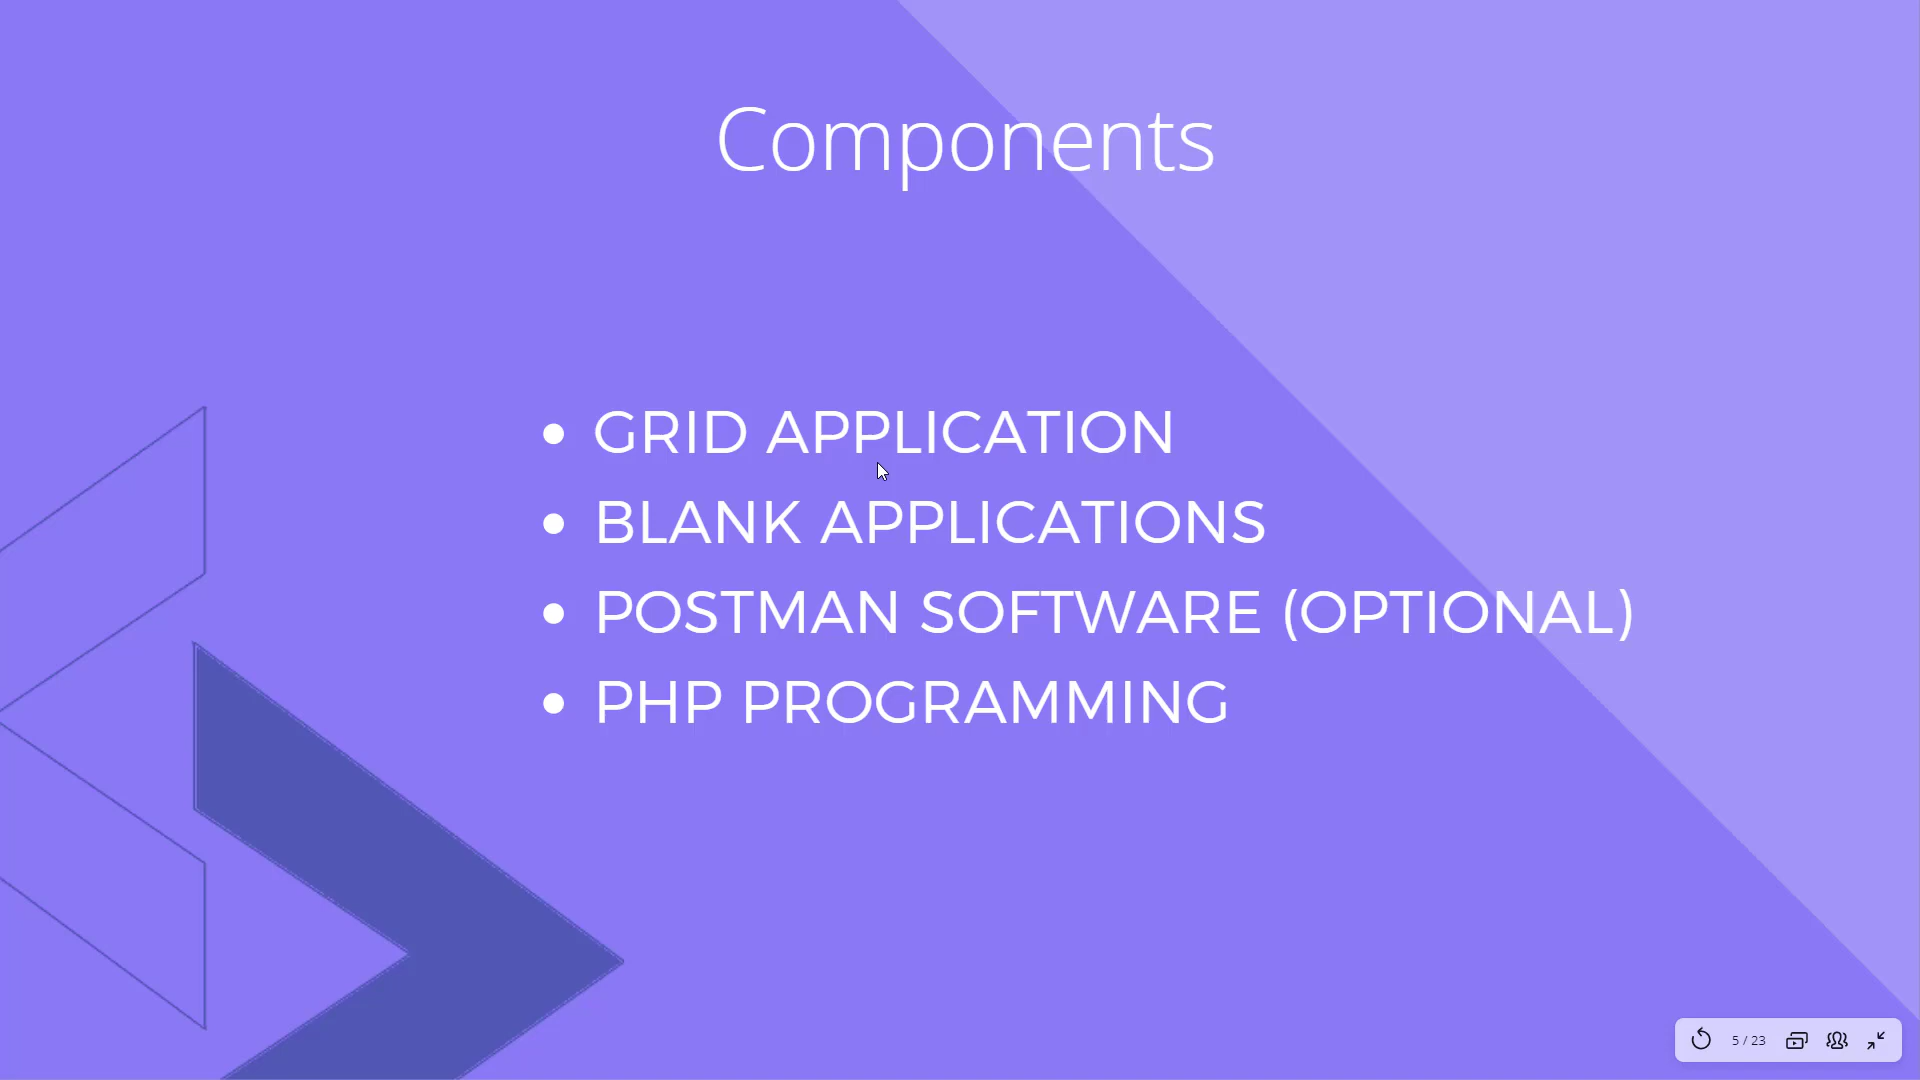 Components
• GRID APPLICATION
• BLANK APPLICATIONS
• POSTMAN SOFTWARE (OPTIONAL)
• PHP PROGRAMMING
5 / 23